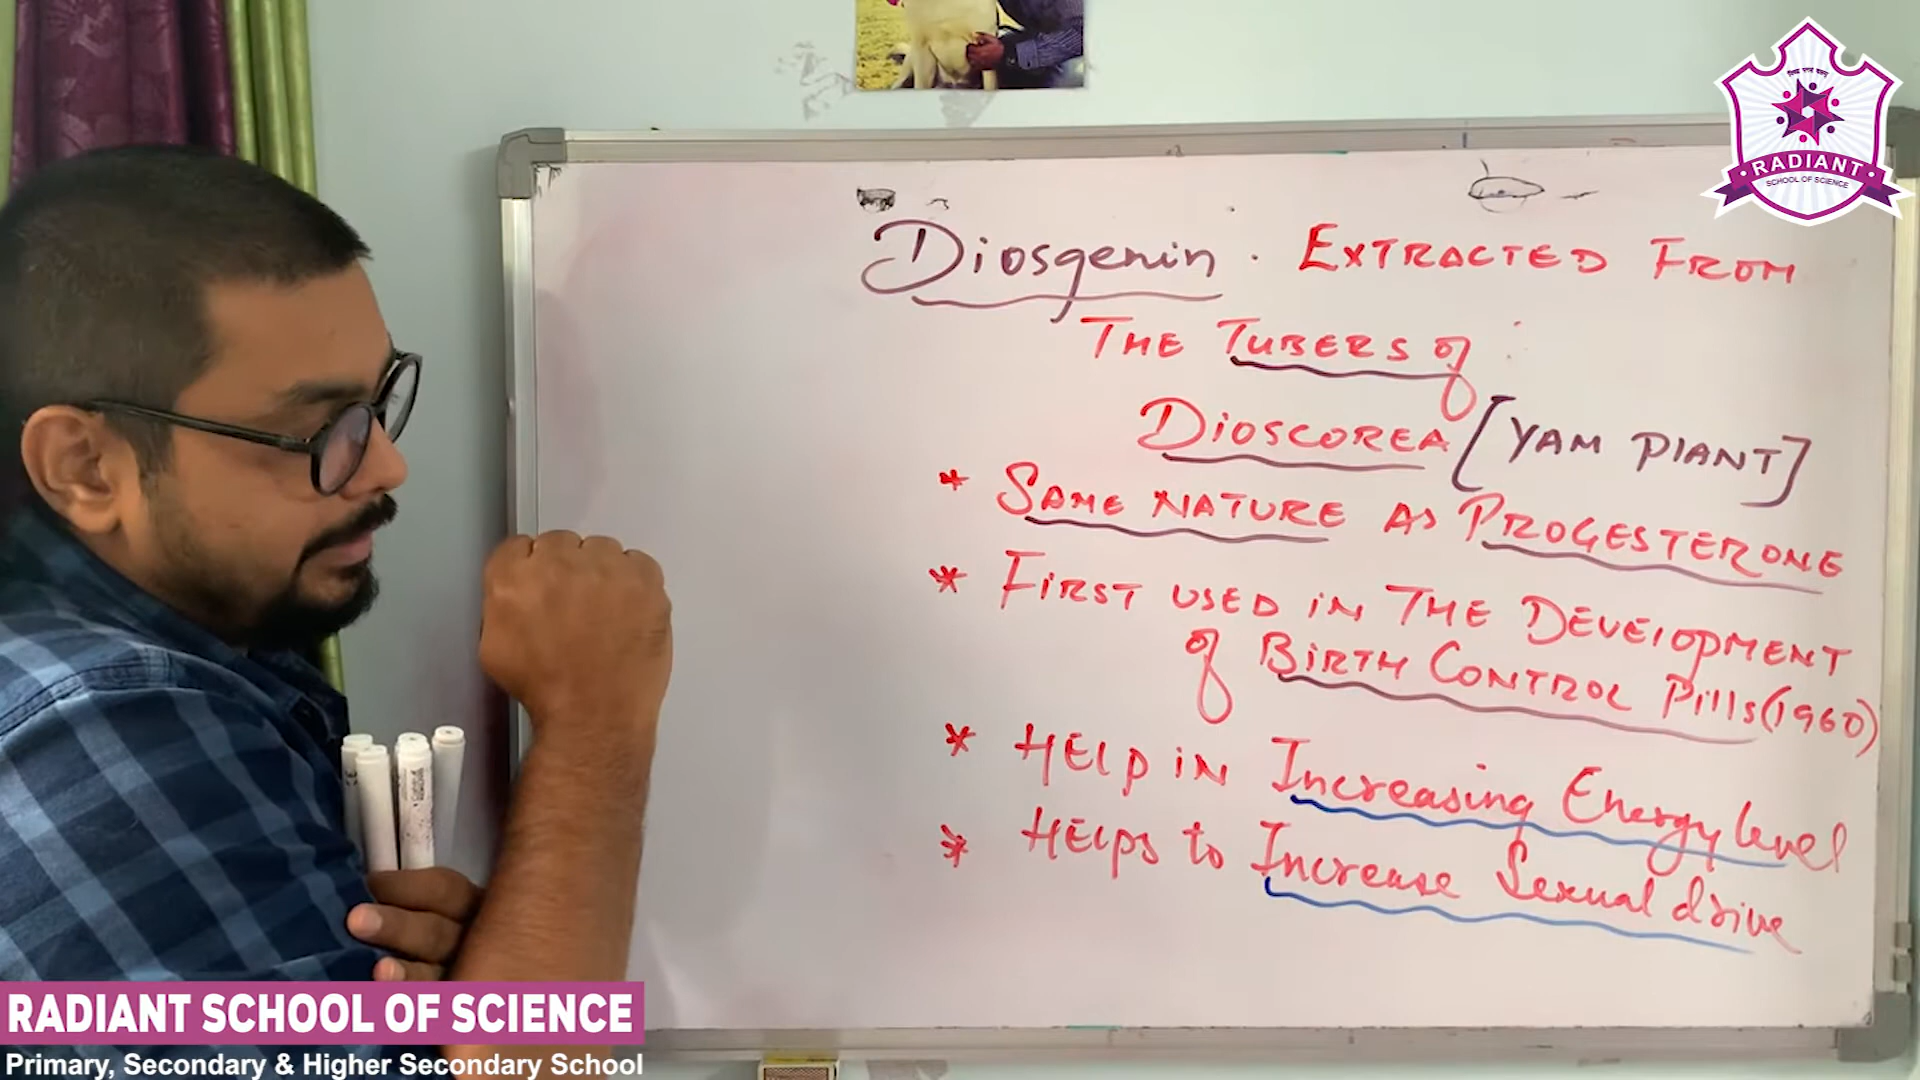 Diosgenin. EXTRACTED FROM
THE TUBERS of :
DIOSCOREA [YAM PLANT]
* SAME NATURE AS PROGESTERONE
* FIRST USED IN THE DEVELOPMENT
of BIRTH CONTROL Pills (1960)
* HELP IN Increasing Energy level
* HELPS to Increase Sexual drive
RADIANT
SCHOOL OF SCIENCE
RADIANT SCHOOL OF SCIENCE
Primary, Secondary & Higher Secondary School